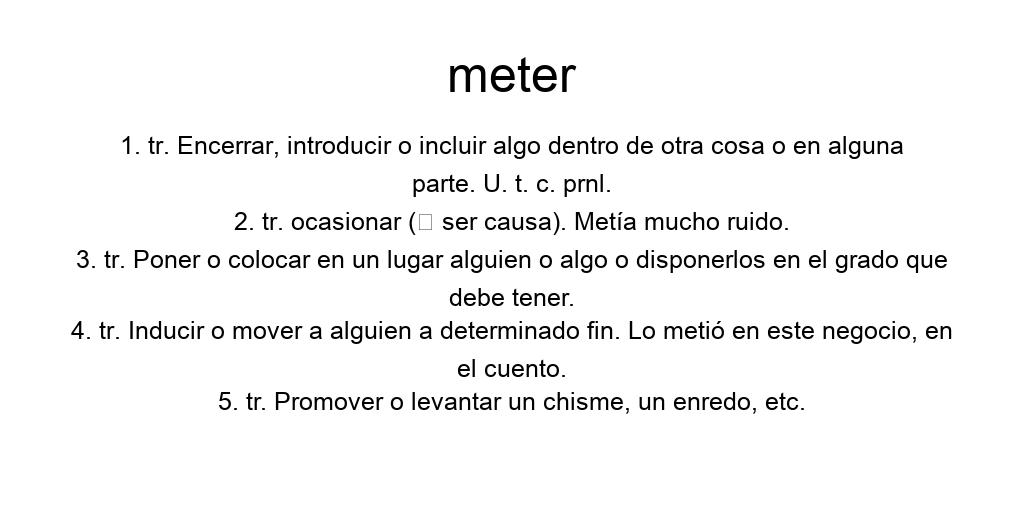 meter
1. tr. Encerrar, introducir o incluir algo dentro de otra cosa o en alguna
parte. U. t. c. prnl.
2. tr. ocasionar (□ ser causa). Metía mucho ruido.
3. tr. Poner o colocar en un lugar alguien o algo o disponerlos en el grado que
debe tener.
4. tr. Inducir o mover a alguien a determinado fin. Lo metió en este negocio, en
el cuento.
5. tr. Promover o levantar un chisme, un enredo, etc.